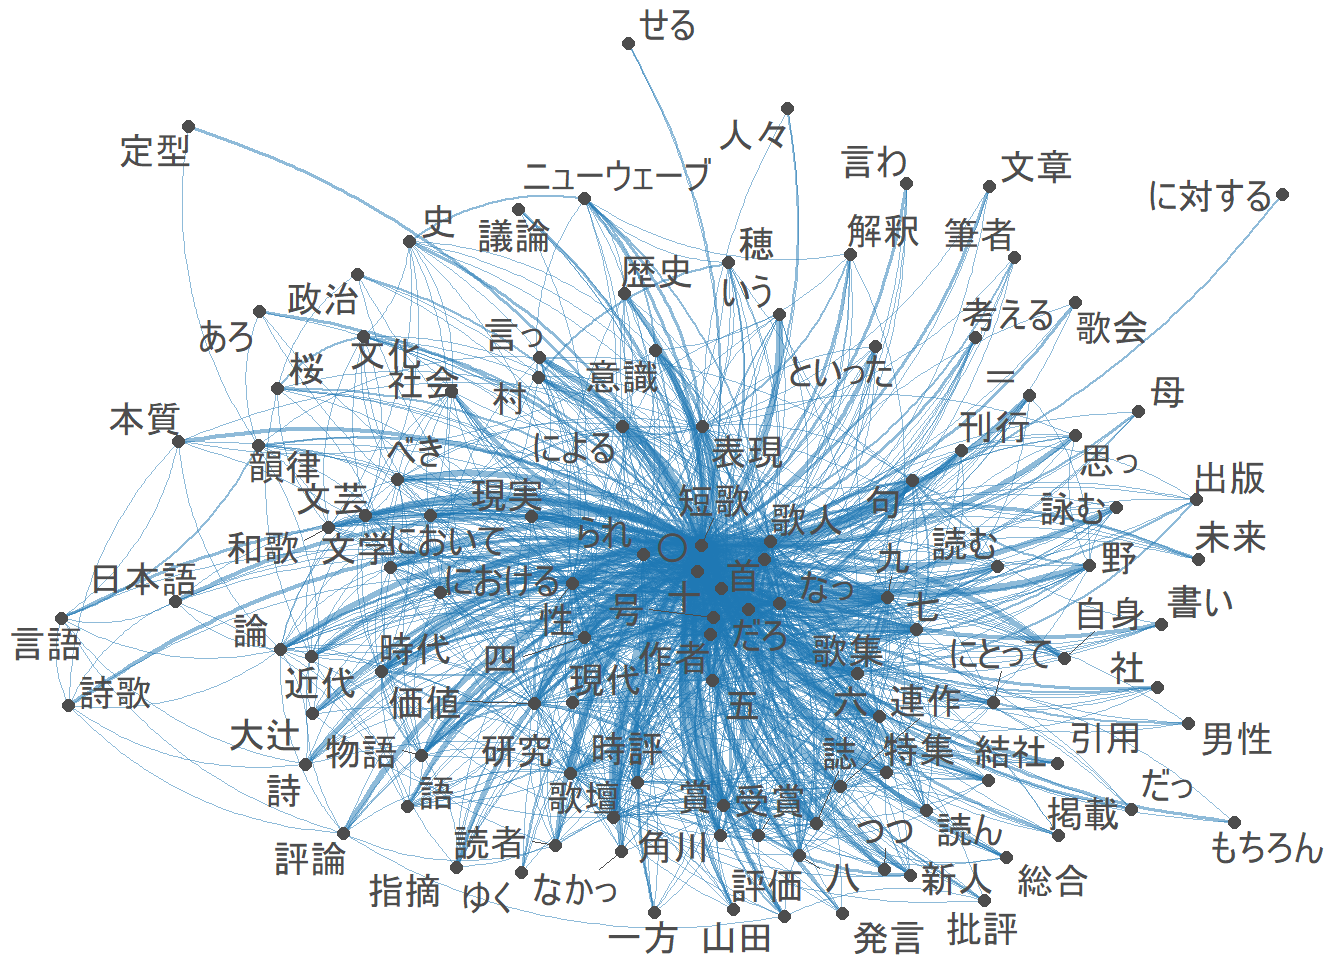 せる
人々
定型
言わ
文章
ニューウェーブ
に対する
史
議論
穂
解釈
筆者
歴史
いう
政治
考える
歌会
あろ
言っ
文化
桜
社会
意識
といった
二
村
母
本質
刊行
べき
による
表現
思っ
韻律
出版
文芸
現実
短歌
句
詠む
歌人
和歌
文学
において
られ
読む
未来
九
野
日本語
における
首
なっ
十
書い
号
七
自身
性
言語
論
だろ
時代
四
作者
歌集
にとって
社
近代
現代
詩歌
価値
五
六
連作
大辻
物語
研究
時評
誌
特集
結社
引用
男性
詩
語
歌壇
賞
受賞
だっ
掲載
つつ
読ん
評論
読者
角川
もちろん
指摘
ゆく
なかっ
評価
八
新人
総合
一方
山田
発言
批評